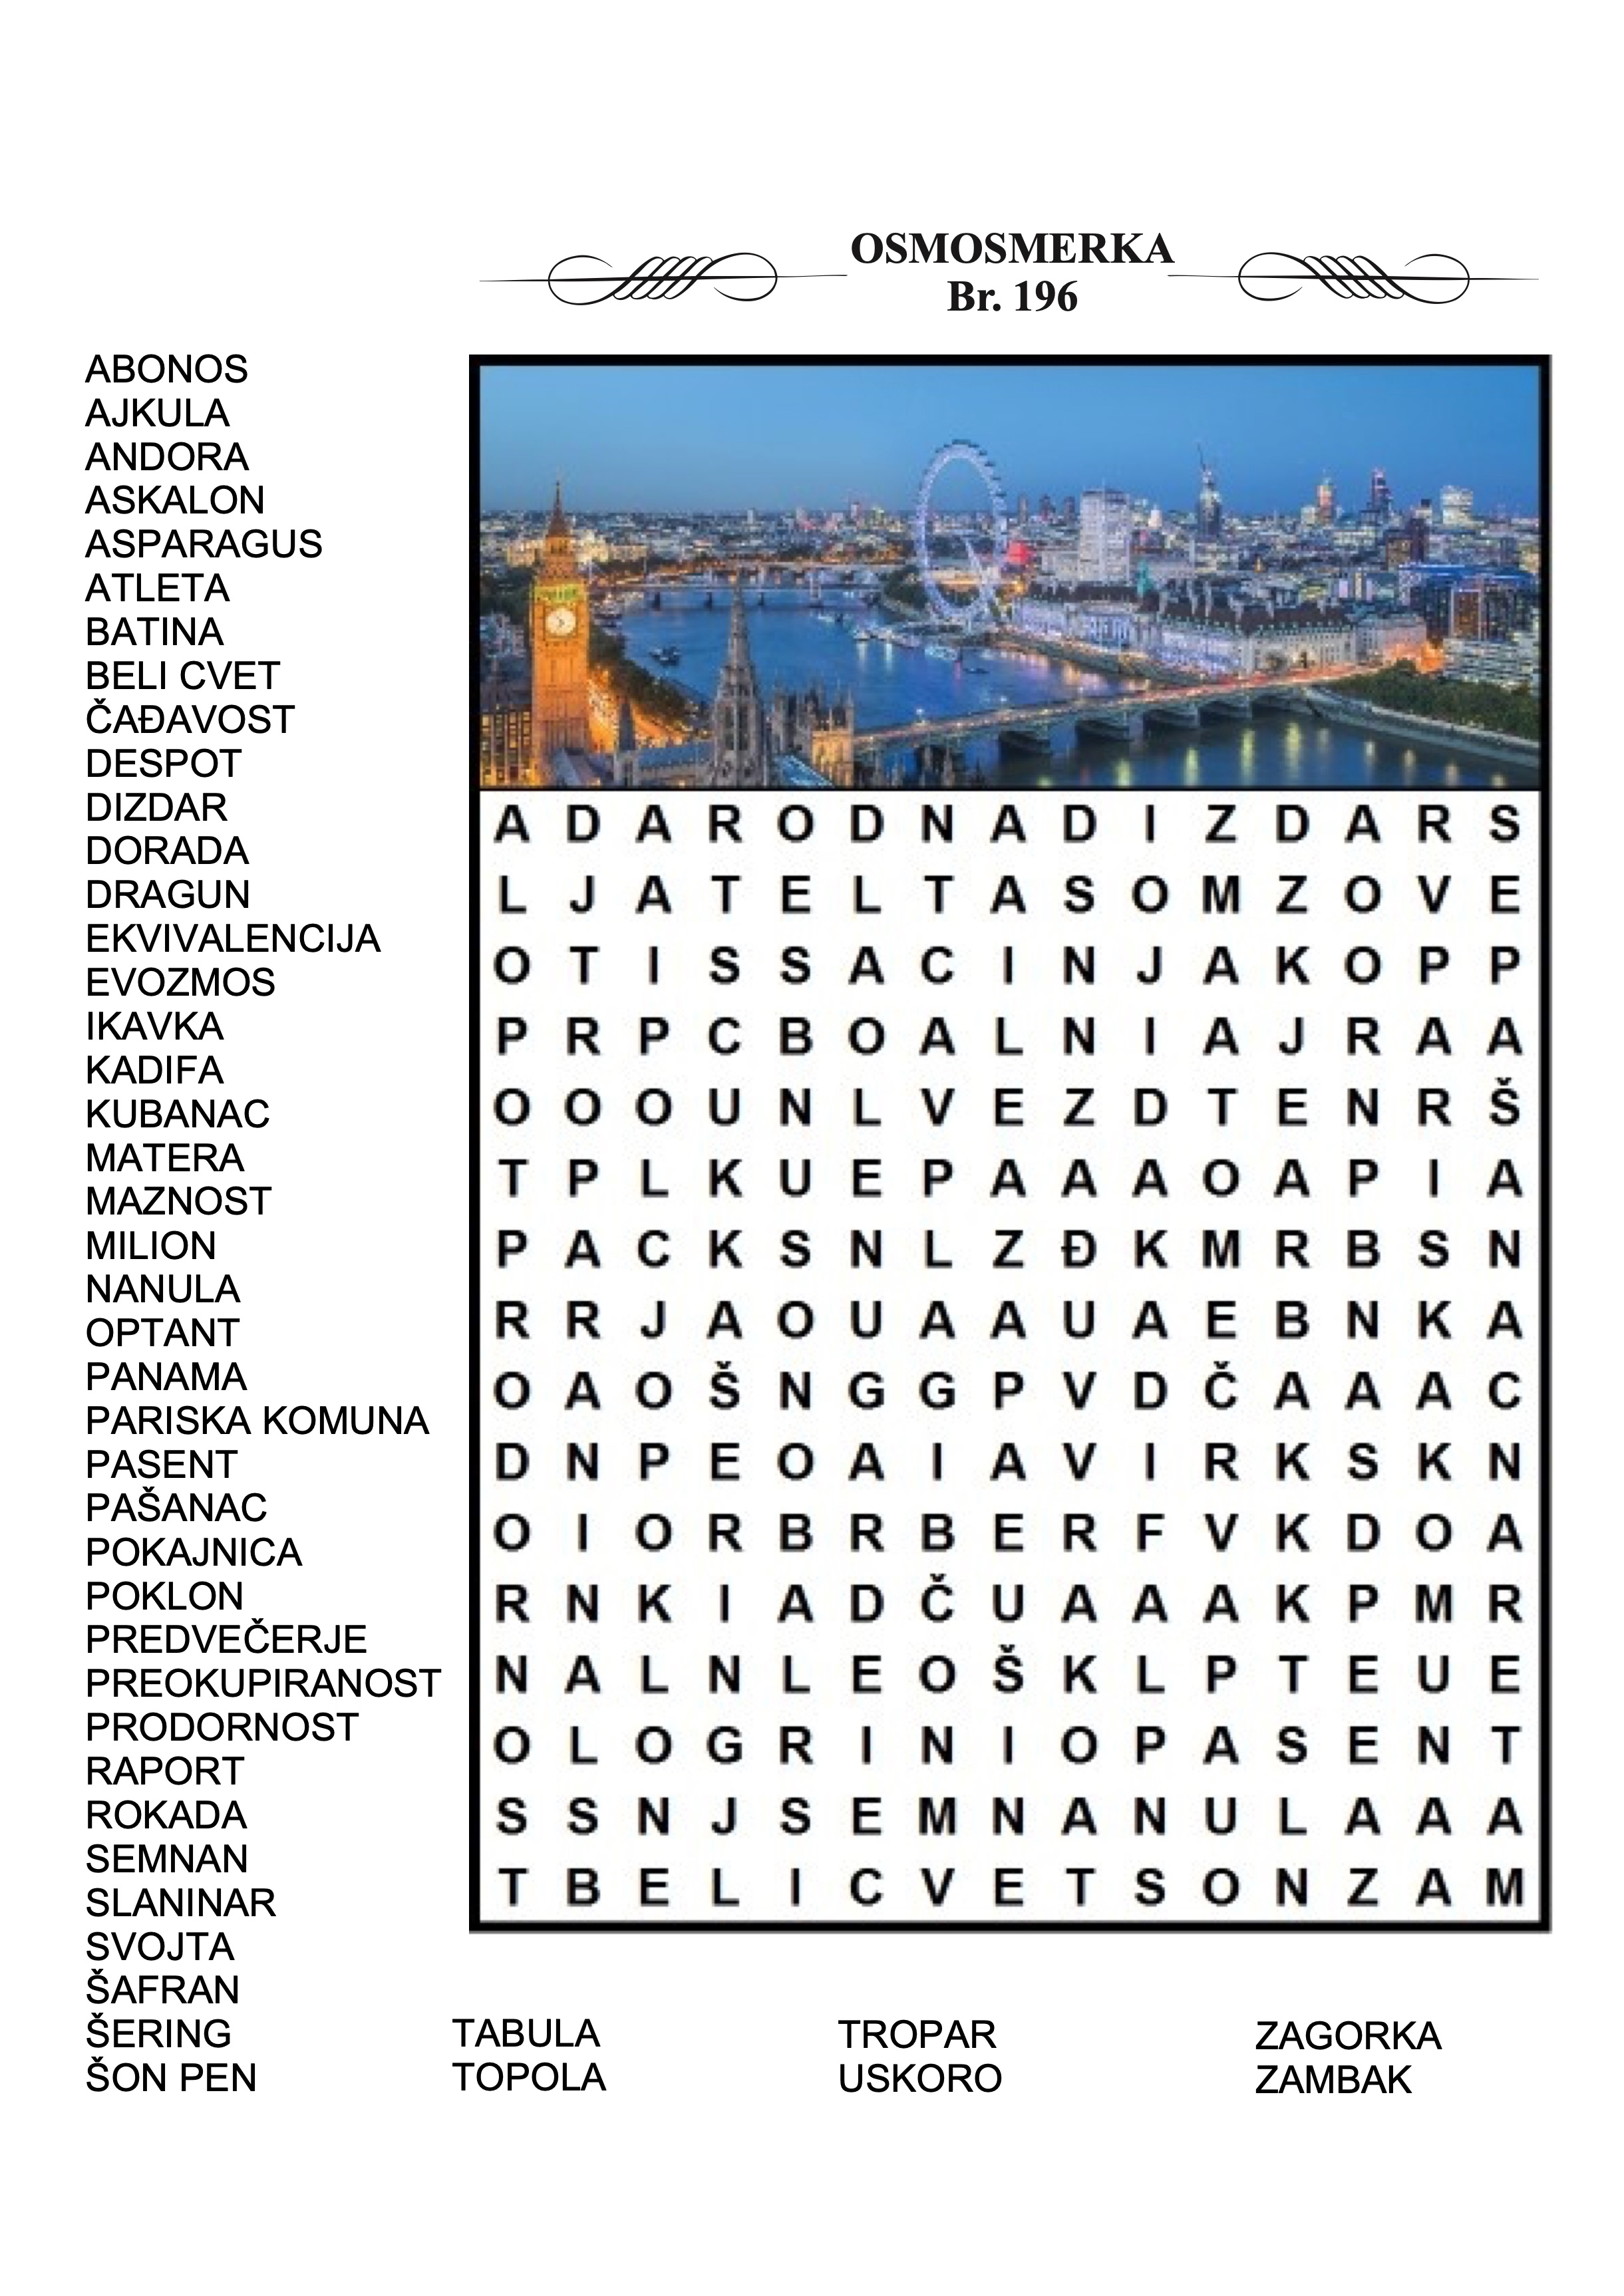 OSMOSMERKA
Br. 196
ABONOS
AJKULA
ANDORA
ASKALON
ASPARAGUS
ATLETA
BATINA
BELI CVET
ČAĐAVOST
DESPOT
DIZDAR
DORADA
DRAGUN
EKVIVALENCIJA
EVOZMOS
IKAVKA
KADIFA
KUBANAC
MATERA
MAZNOST
MILION
NANULA
OPTANT
PANAMA
PARISKA KOMUNA
PASENT
PAŠANAC
POKAJNICA
POKLON
PREDVEČERJE
PREOKUPIRANOST
PRODORNOST
RAPORT
ROKADA
SEMNAN
SLANINAR
SVOJTA
ŠAFRAN
ŠERING
ŠON PEN
A D A R O D N A D I Z D A R S
L J A T E L T A S O M Z O V E
O T I S S A C I N J A K O P P
P R P C B O A L N I A J R A A
O O O U N L V E Z D T E N R Š
T P L K U E P A A A O A P I A
P A C K S N L Z Đ K M R B S N
R R J A O U A A U A E B N K A
O A O Š N G G P V D Č A A A C
D N P E O A I A V I R K S K N
O I O R B R B E R F V K D O A
R N K I A D Č U A A A K P M R
N A L N L E O Š K L P T E U E
O L O G R I N I O P A S E N T
S S N J S E M N A N U L A A A
T B E L I C V E T S O N Z A M
TABULA
TOPOLA
TROPAR
USKORO
ZAGORKA
ZAMBAK